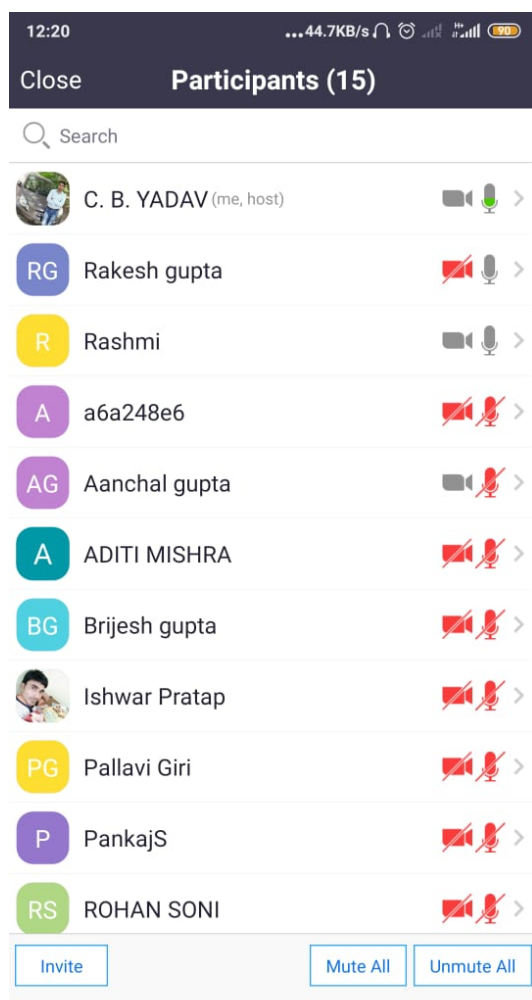 12:20 ...44.7KB/s H+ 90
Close Participants (15)
Search
C. B. YADAV (me, host)
RG Rakesh gupta
R Rashmi
A a6a248e6
AG Aanchal gupta
A ADITI MISHRA
BG Brijesh gupta
Ishwar Pratap
PG Pallavi Giri
P PankajS
RS ROHAN SONI
Invite Mute All Unmute All